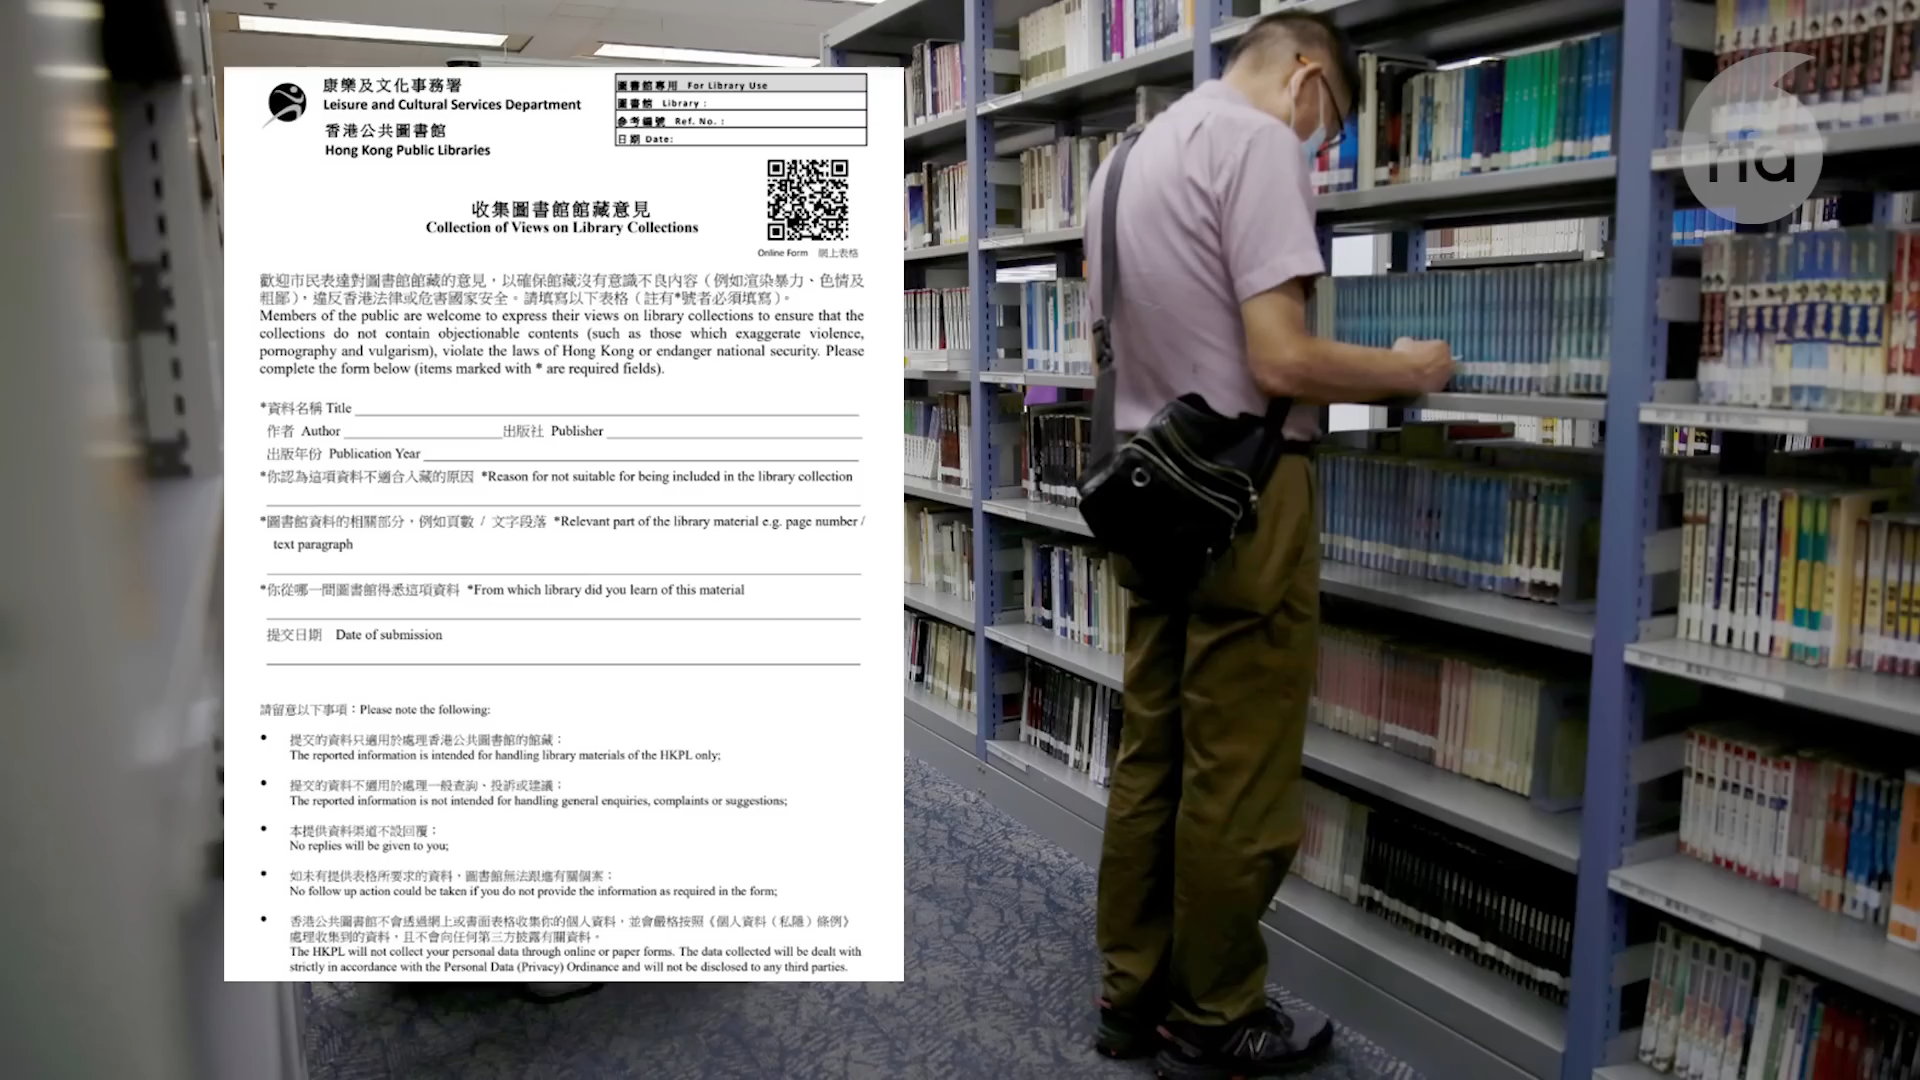 康樂及文化事務署
Leisure and Cultural Services Department
香港公共圖書館
Hong Kong Public Libraries
圖書館專用 For Library Use
圖書館 Library :
參考編號 Ref. No. :
日期 Date:
Online Form 網上表格
收集圖書館館藏意見
Collection of Views on Library Collections
歡迎市民表達對圖書館館藏的意見，以確保館藏沒有意識不良內容（例如渲染暴力、色情及
粗鄙），違反香港法律或危害國家安全。請填寫以下表格（註有*號者必須填寫）。
Members of the public are welcome to express their views on library collections to ensure that the
collections do not contain objectionable contents (such as those which exaggerate violence,
pornography and vulgarism), violate the laws of Hong Kong or endanger national security. Please
complete the form below (items marked with * are required fields).
*資料名稱 Title
作者 Author 出版社 Publisher
出版年份 Publication Year
*你認為這項資料不適合入藏的原因 *Reason for not suitable for being included in the library collection
*圖書館資料的相關部分，例如頁數 / 文字段落 *Relevant part of the library material e.g. page number /
text paragraph
*你從哪一間圖書館得悉這項資料 *From which library did you learn of this material
提交日期 Date of submission
請留意以下事項：Please note the following:
• 提交的資料只適用於處理香港公共圖書館的館藏；
The reported information is intended for handling library materials of the HKPL only;
• 提交的資料不適用於處理一般查詢、投訴或建議；
The reported information is not intended for handling general enquiries, complaints or suggestions;
• 本提供資料渠道不設回覆；
No replies will be given to you;
• 如未有提供表格所要求的資料，圖書館無法跟進有關個案；
No follow up action could be taken if you do not provide the information as required in the form;
• 香港公共圖書館不會透過網上或書面表格收集你的個人資料，並會嚴格按照《個人資料（私隱）條例》
處理收集到的資料，且不會向任何第三方披露有關資料。
The HKPL will not collect your personal data through online or paper forms. The data collected will be dealt with
strictly in accordance with the Personal Data (Privacy) Ordinance and will not be disclosed to any third parties.
rfa